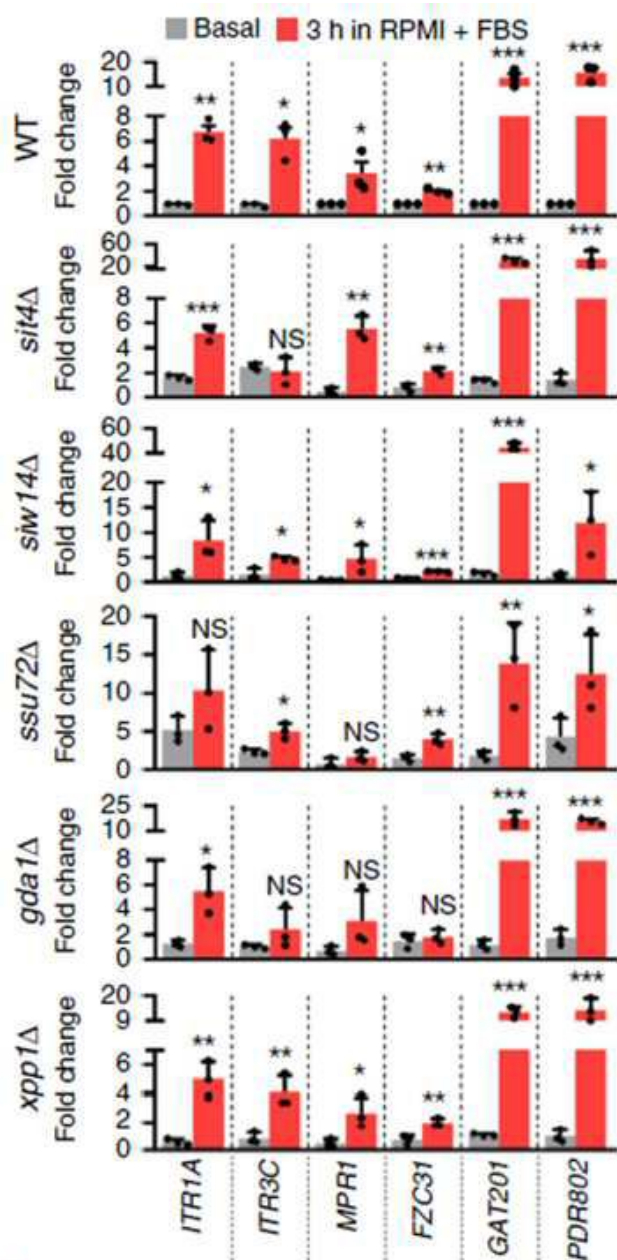 Basal 3 h in RPMI + FBS
WT
Fold change
20
10
8
6
4
2
0
** * * ** *** ***
sit4Δ
Fold change
60
20
8
6
4
2
0
*** NS ** ** *** ***
siw14Δ
Fold change
60
40
20
15
10
5
0
* * * *** *** *
ssu72Δ
Fold change
20
15
10
5
0
NS * NS ** ** *
gda1Δ
Fold change
25
10
8
6
4
2
0
* NS NS NS *** ***
xpp1Δ
Fold change
20
9
6
4
2
0
** ** * ** *** ***
ITR1A
ITR3C
MPR1
FZC31
GAT201
PDR802